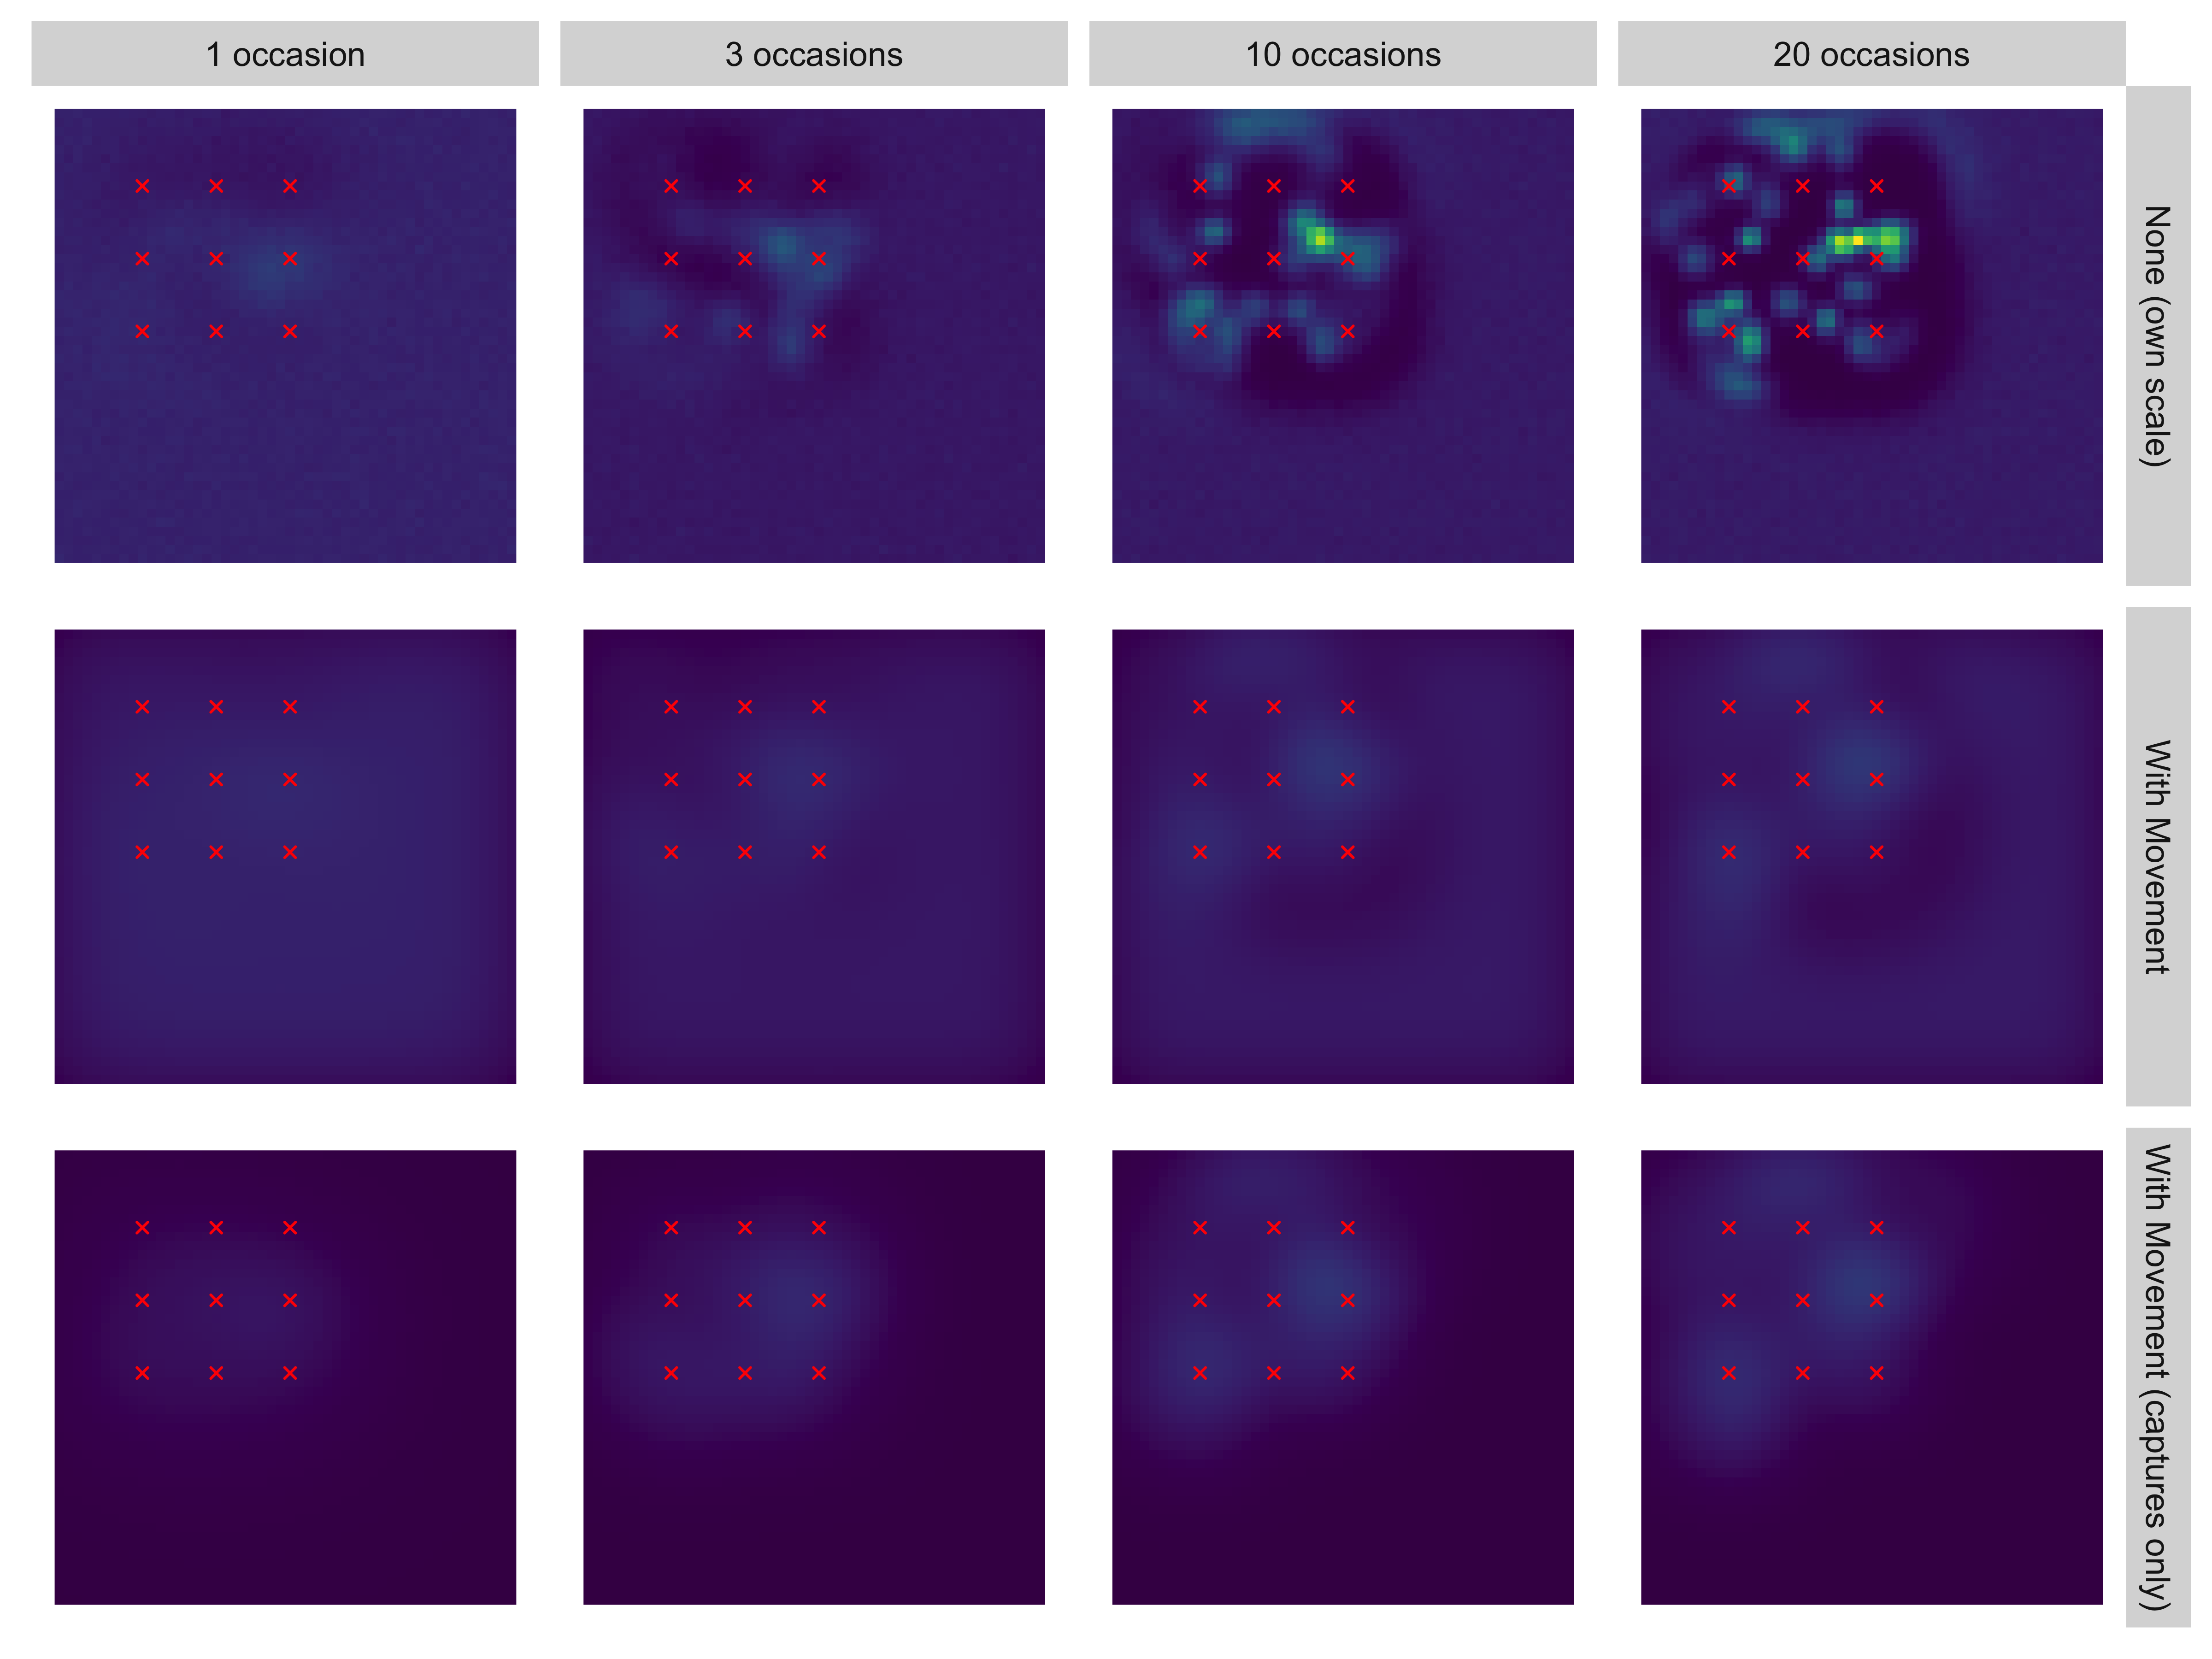 1 occasion
3 occasions
10 occasions
20 occasions
None (own scale)
With Movement
With Movement (captures only)